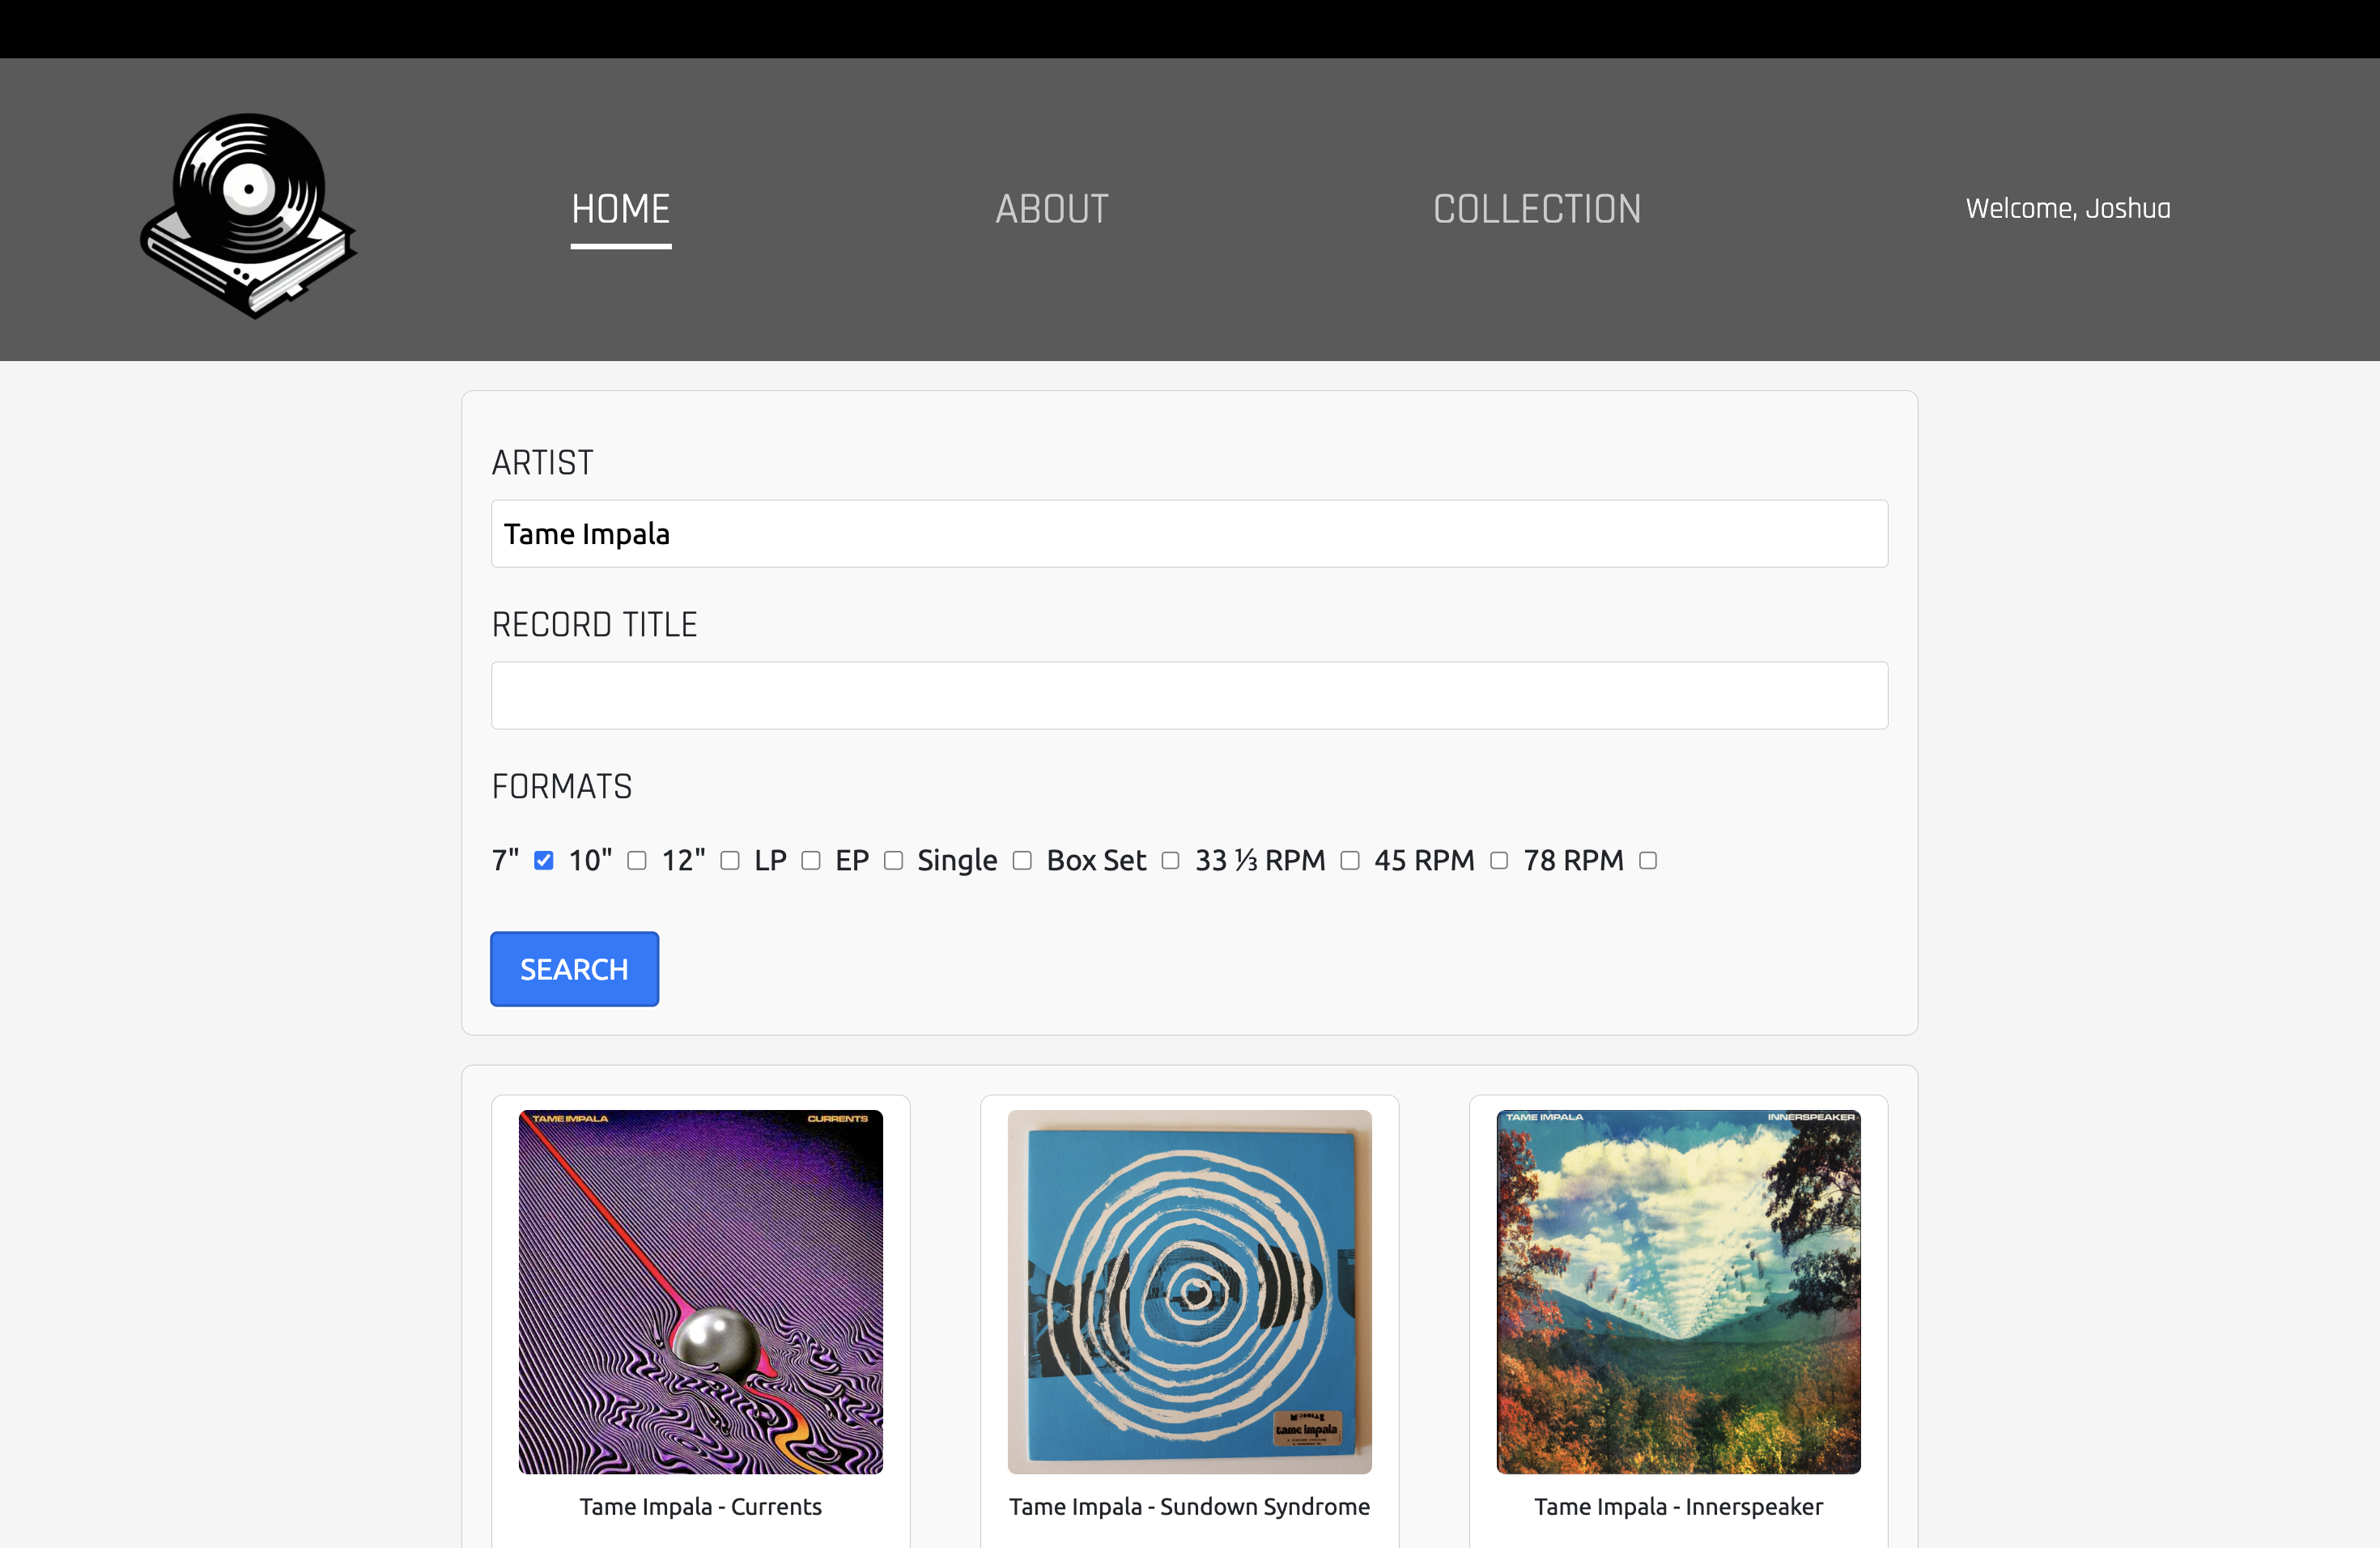 HOME ABOUT COLLECTION Welcome, Joshua
ARTIST
Tame Impala
RECORD TITLE
FORMATS
7" 10" 12" LP EP Single Box Set 33 ⅓ RPM 45 RPM 78 RPM
SEARCH
TAME IMPALA CURRENTS
tame impala
TAME IMPALA INNERSPEAKER
Tame Impala - Currents
Tame Impala - Sundown Syndrome
Tame Impala - Innerspeaker